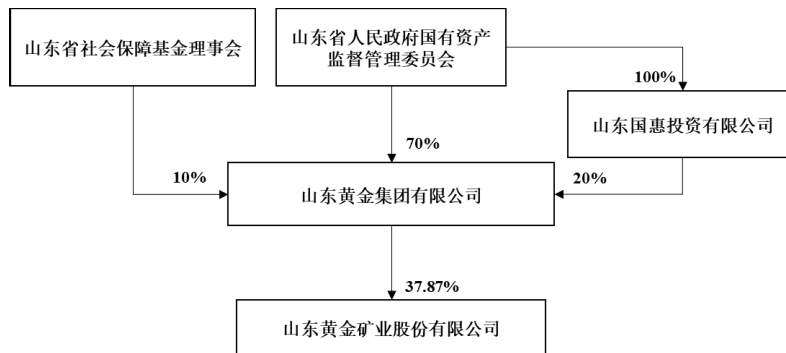 山东省社会保障基金理事会
山东省人民政府国有资产
监督管理委员会
100%
山东国惠投资有限公司
70%
10%
20%
山东黄金集团有限公司
37.87%
山东黄金矿业股份有限公司